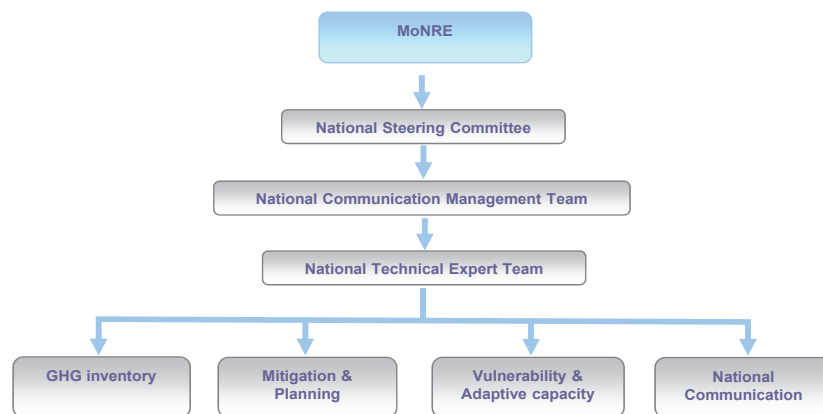 MoNRE
National Steering Committee
National Communication Management Team
National Technical Expert Team
GHG inventory
Mitigation &
Planning
Vulnerability &
Adaptive capacity
National
Communication